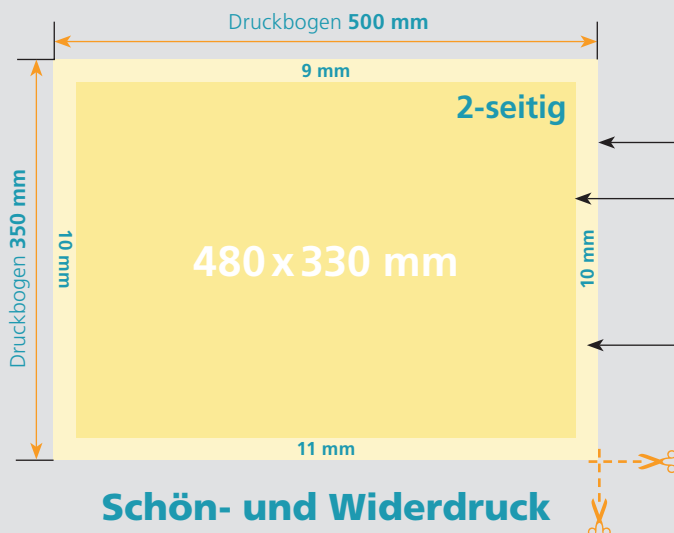 Druckbogen 500 mm
9 mm
2-seitig
Druckbogen 350 mm
10 mm
480 x 330 mm
10 mm
11 mm
Schön- und Widerdruck